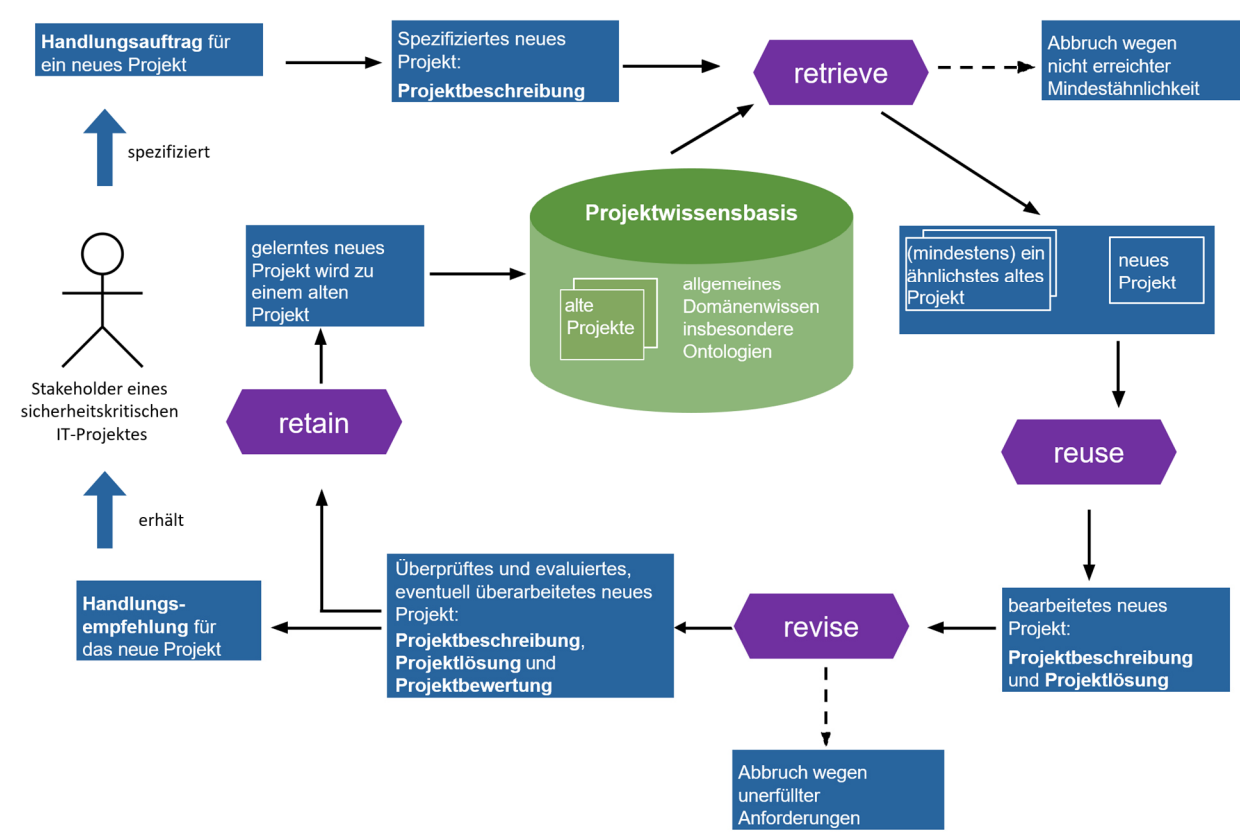 Handlungsauftrag für
ein neues Projekt
Spezifiziertes neues
Projekt:
Projektbeschreibung
retrieve
Abbruch wegen
nicht erreichter
Mindestähnlichkeit
spezifiziert
Projektwissensbasis
alte
Projekte
allgemeines
Domänenwissen
insbesondere
Ontologien
gelerntes neues
Projekt wird zu
einem alten
Projekt
(mindestens) ein
ähnlichstes altes
Projekt
neues
Projekt
Stakeholder eines
sicherheitskritischen
IT-Projektes
retain
reuse
erhält
Handlungs-
empfehlung für
das neue Projekt
Überprüftes und evaluiertes,
eventuell überarbeitetes neues
Projekt:
Projektbeschreibung,
Projektlösung und
Projektbewertung
revise
bearbeitetes neues
Projekt:
Projektbeschreibung
und Projektlösung
Abbruch wegen
unerfüllter
Anforderungen